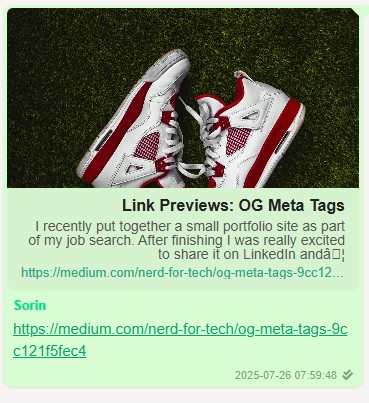 Link Previews: OG Meta Tags
I recently put together a small portfolio site as part
of my job search. After finishing I was really excited
to share it on LinkedIn andâ▯¦
https://medium.com/nerd-for-tech/og-meta-tags-9cc12...
Sorin
https://medium.com/nerd-for-tech/og-meta-tags-9c
c121f5fec4
2025-07-26 07:59:48